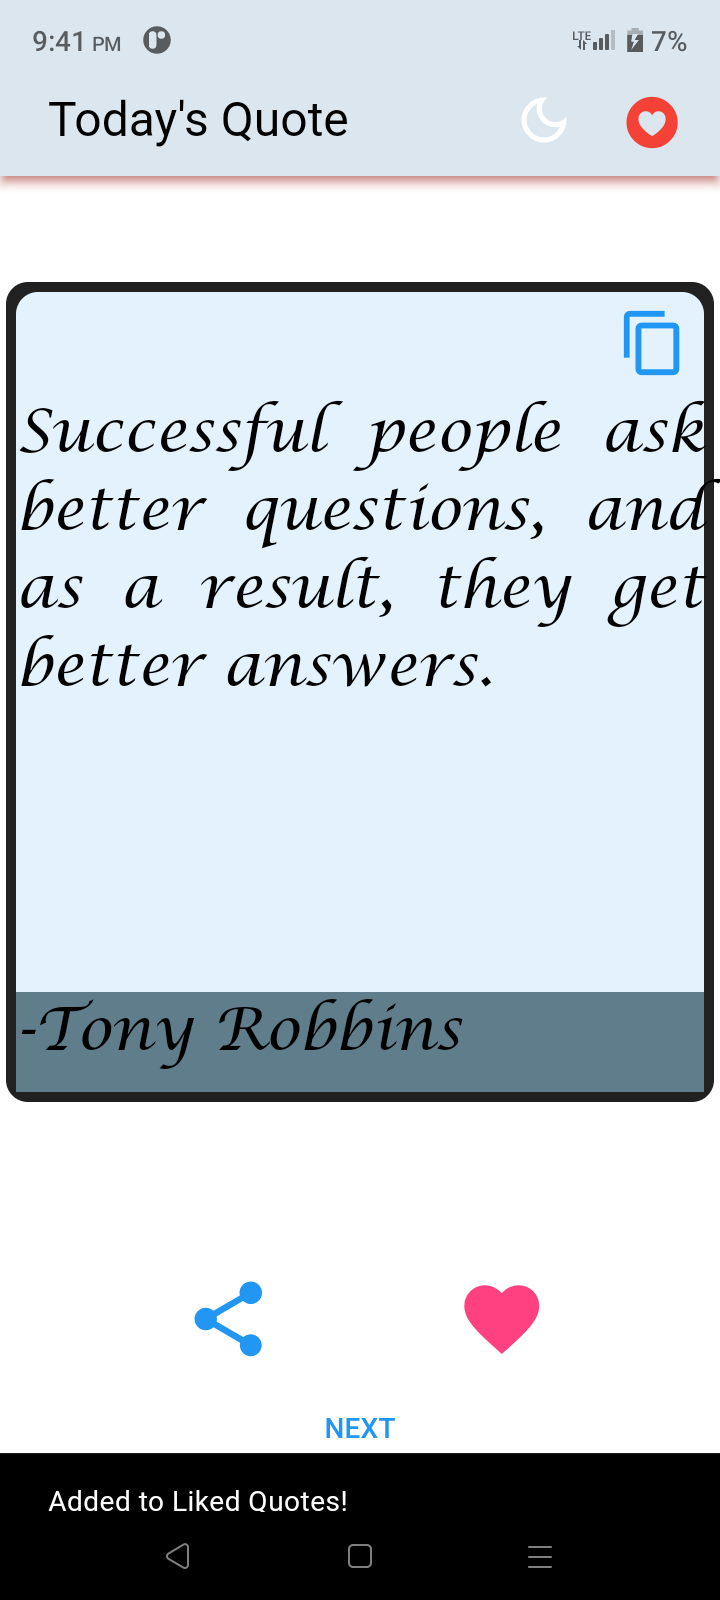 9:41 PM
LTE 7%
Today's Quote
Successful people ask
better questions, and
as a result, they get
better answers.
-Tony Robbins
NEXT
Added to Liked Quotes!